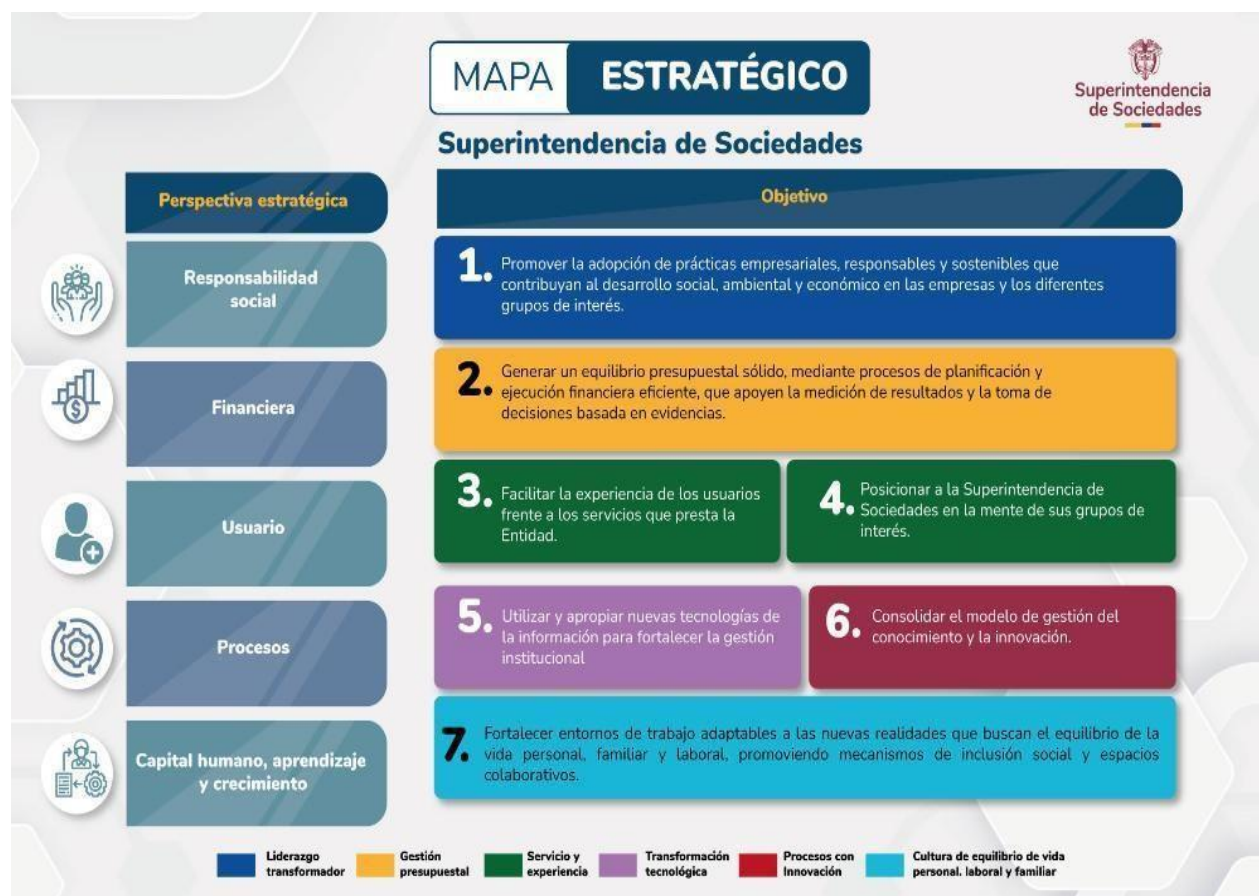 MAPA ESTRATÉGICO
Superintendencia
de Sociedades
Superintendencia de Sociedades
Perspectiva estratégica
Objetivo
Responsabilidad
social
1. Promover la adopción de prácticas empresariales, responsables y sostenibles que
contribuyan al desarrollo social, ambiental y económico en las empresas y los diferentes
grupos de interés.
Financiera
2. Generar un equilibrio presupuestal sólido, mediante procesos de planificación y
ejecución financiera eficiente, que apoyen la medición de resultados y la toma de
decisiones basada en evidencias.
Usuario
3. Facilitar la experiencia de los usuarios
frente a los servicios que presta la
Entidad.
4. Posicionar a la Superintendencia de
Sociedades en la mente de sus grupos de
interés.
Procesos
5. Utilizar y apropiar nuevas tecnologías de
la información para fortalecer la gestión
institucional
6. Consolidar el modelo de gestión del
conocimiento y la innovación.
Capital humano, aprendizaje
y crecimiento
7. Fortalecer entornos de trabajo adaptables a las nuevas realidades que buscan el equilibrio de la
vida personal, familiar y laboral, promoviendo mecanismos de inclusión social y espacios
colaborativos.
Liderazgo
transformador
Gestión
presupuestal
Servicio y
experiencia
Transformación
tecnológica
Procesos con
Innovación
Cultura de equilibrio de vida
personal. laboral y familiar